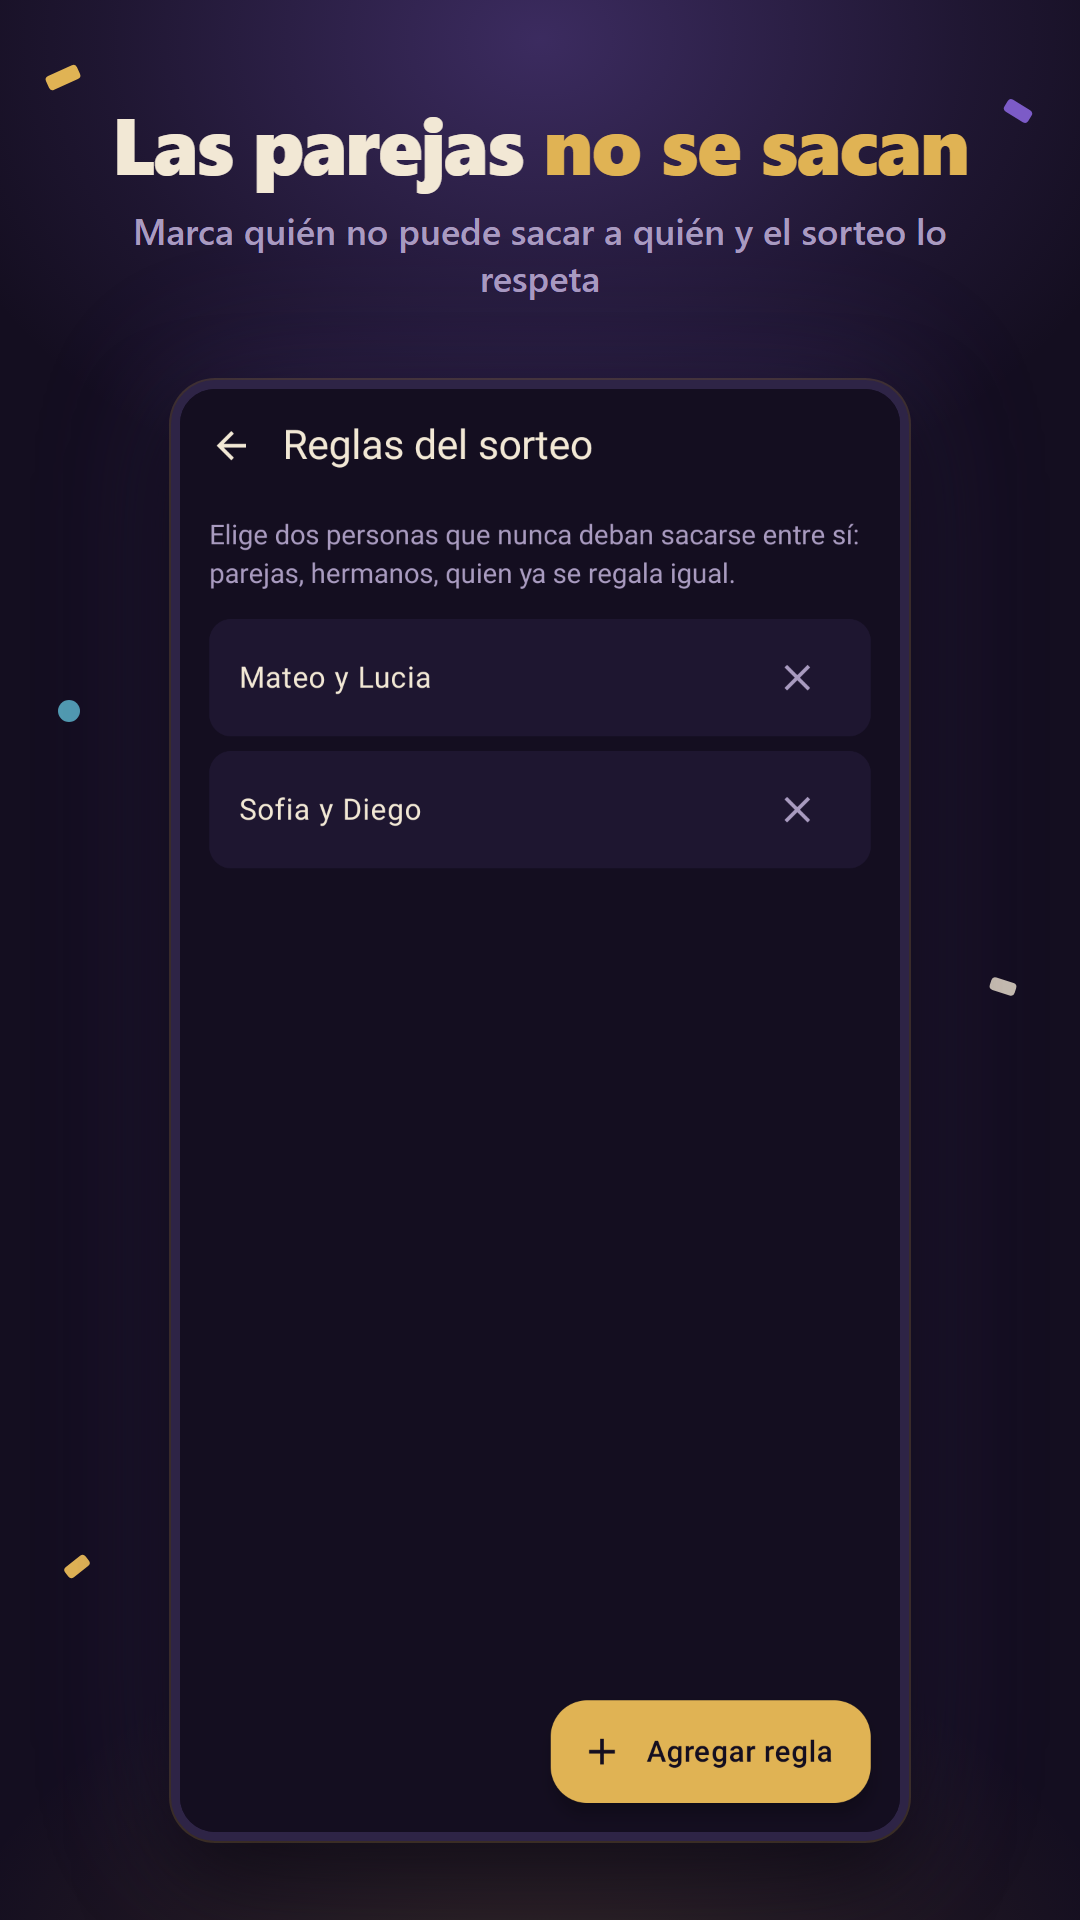 Las parejas no se sacan
Marca quién no puede sacar a quién y el sorteo lo
respeta
Reglas del sorteo
Elige dos personas que nunca deban sacarse entre sí:
parejas, hermanos, quien ya se regala igual.
Mateo y Lucia
Sofia y Diego
Agregar regla